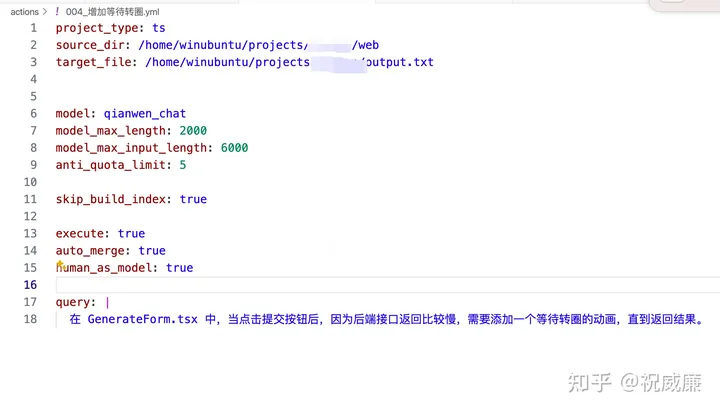 actions > ! 004_增加等待转圈.yml
1 project_type: ts
2 source_dir: /home/winubuntu/projects/ /web
3 target_file: /home/winubuntu/projects /output.txt
4
5
6 model: qianwen_chat
7 model_max_length: 2000
8 model_max_input_length: 6000
9 anti_quota_limit: 5
10
11 skip_build_index: true
12
13 execute: true
14 auto_merge: true
15 human_as_model: true
16
17 query: |
18 在 GenerateForm.tsx 中，当点击提交按钮后，因为后端接口返回比较慢，需要添加一个等待转圈的动画，直到返回结果。
知乎 @祝威廉